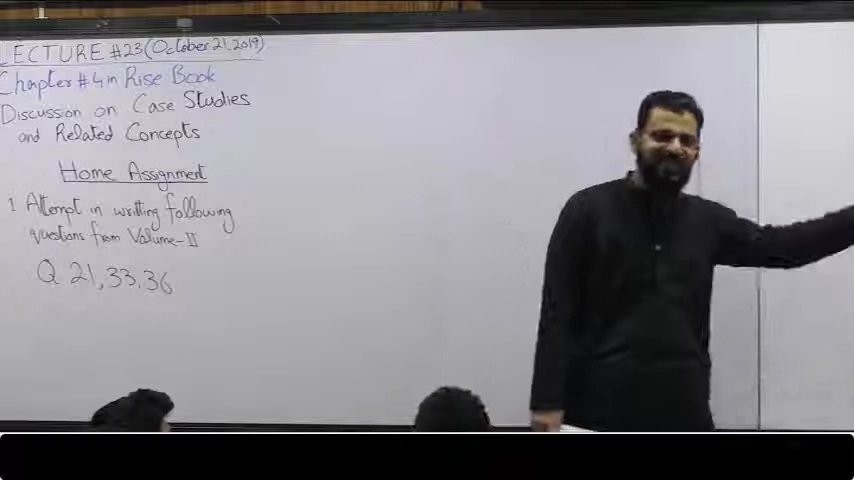 LECTURE #23(October 21,2019)
Chapter #4 in Rise Book
Discussion on Case Studies
and Related Concepts
Home Assignment
1 Attempt in writing following
questions from Volume-II
Q 21,33.36